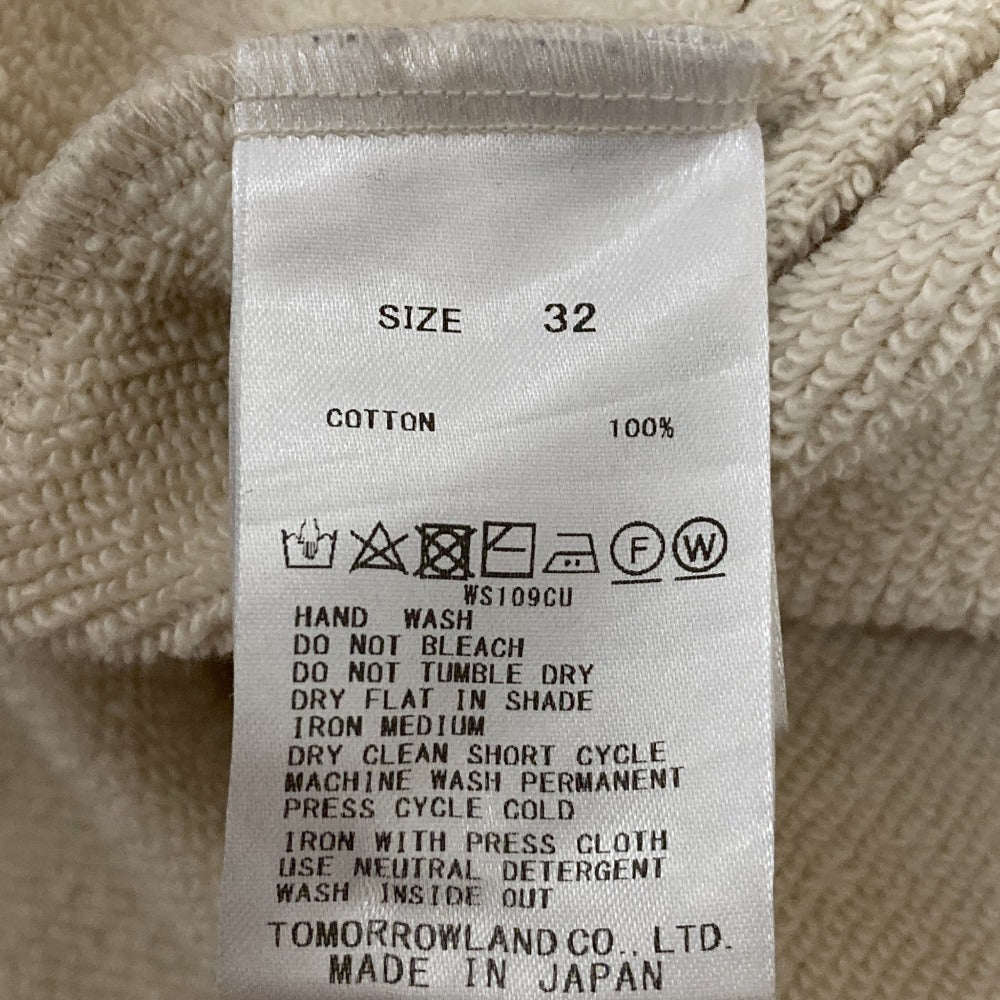 SIZE 32
COTTON 100%
F W
WS109CU
HAND WASH
DO NOT BLEACH
DO NOT TUMBLE DRY
DRY FLAT IN SHADE
IRON MEDIUM
DRY CLEAN SHORT CYCLE
MACHINE WASH PERMANENT
PRESS CYCLE COLD
IRON WITH PRESS CLOTH
USE NEUTRAL DETERGENT
WASH INSIDE OUT
TOMORROWLAND CO., LTD.
MADE IN JAPAN